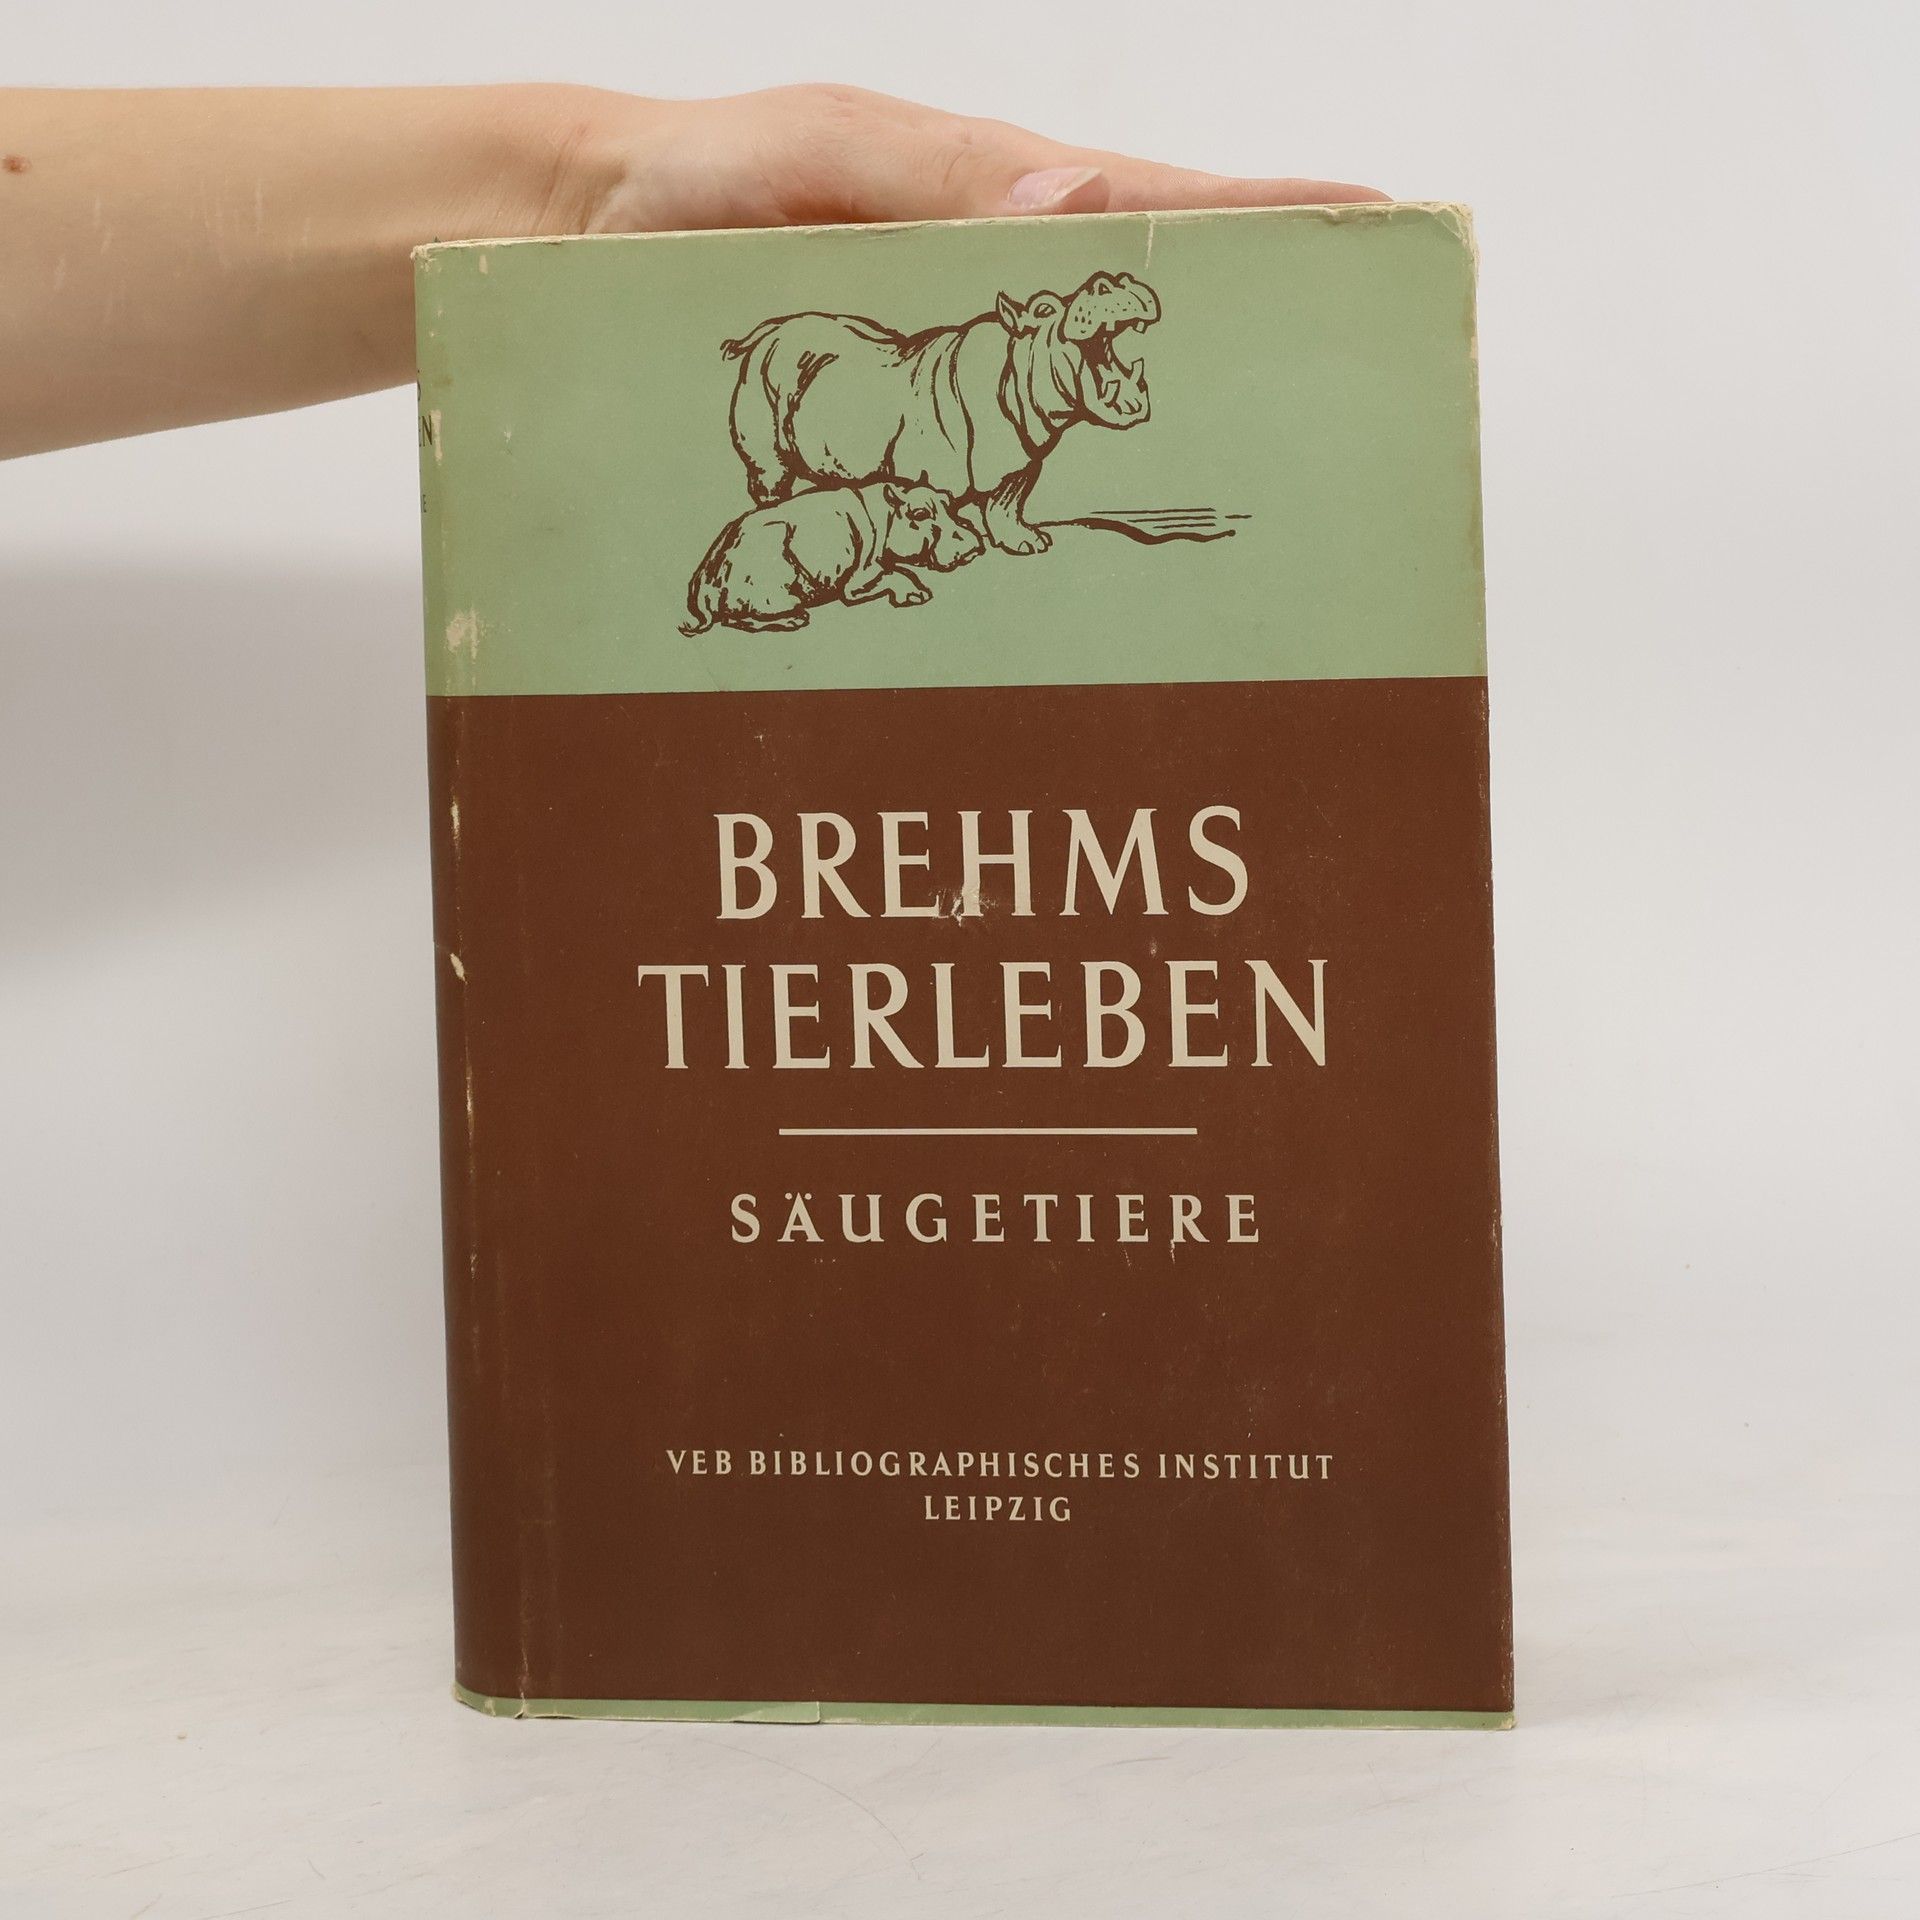 BREHMS
TIERLEBEN
SÄUGETIERE
VEB BIBLIOGRAPHISCHES INSTITUT
LEIPZIG